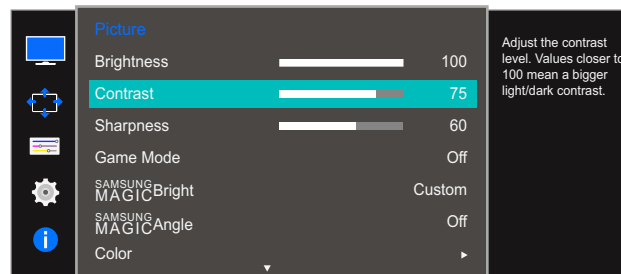 Picture
Brightness 100
Contrast 75
Sharpness 60
Game Mode Off
SAMSUNG
MAGICBright Custom
SAMSUNG
MAGICAngle Off
Color
Adjust the contrast
level. Values closer to
100 mean a bigger
light/dark contrast.